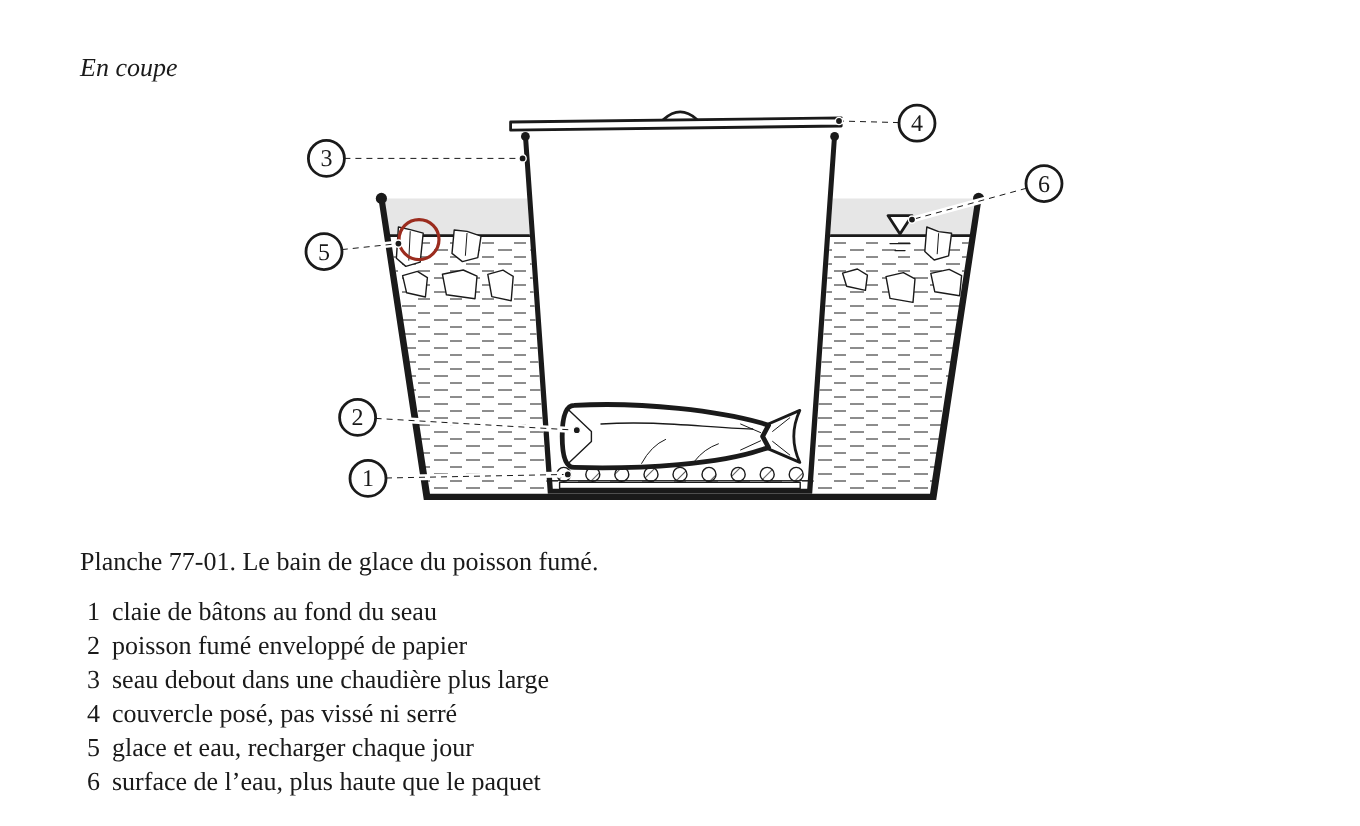 En coupe
4
3
6
5
2
1
Planche 77-01. Le bain de glace du poisson fumé.
1 claie de bâtons au fond du seau
2 poisson fumé enveloppé de papier
3 seau debout dans une chaudière plus large
4 couvercle posé, pas vissé ni serré
5 glace et eau, recharger chaque jour
6 surface de l’eau, plus haute que le paquet